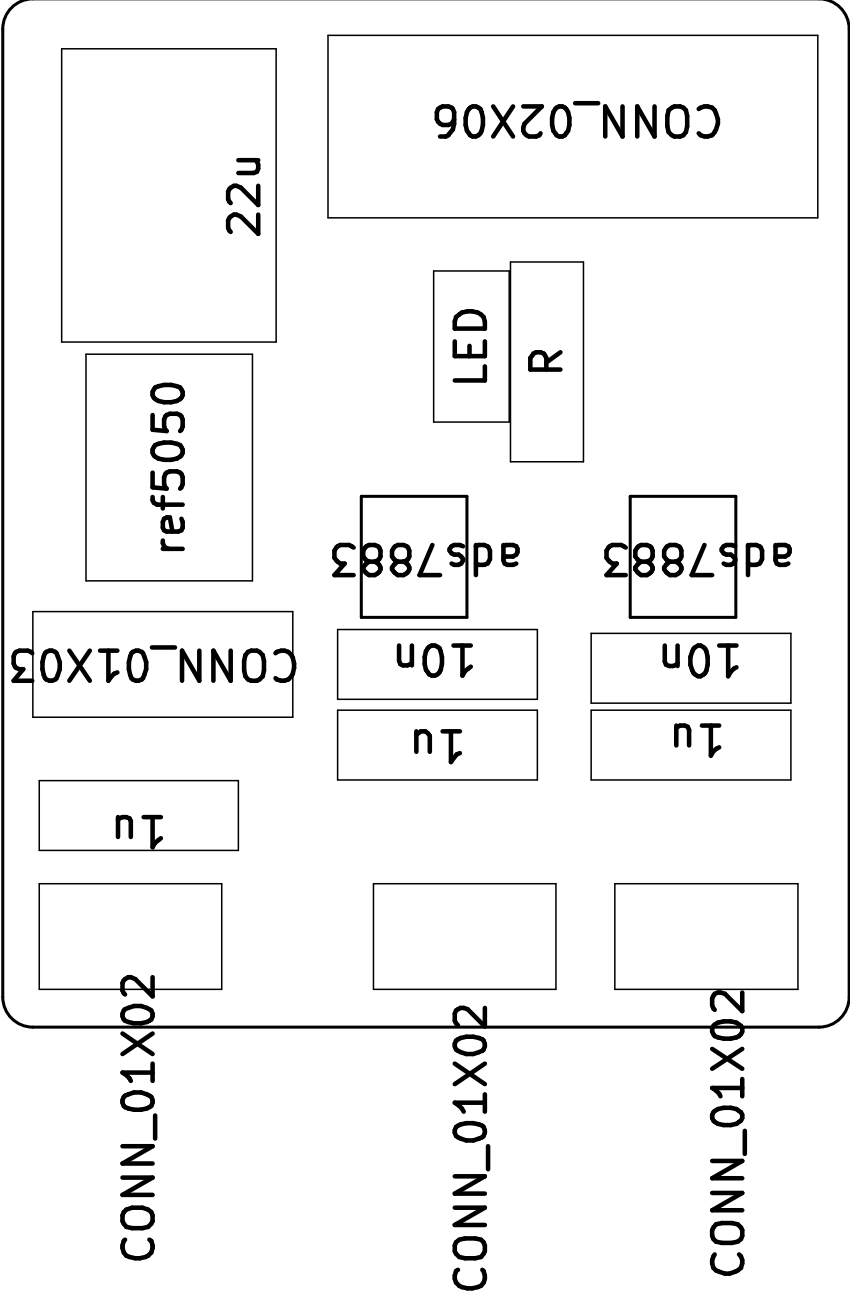 CONN_02X06
22u
LED
R
ref5050
ads7883
ads7883
CONN_01X03
10n
10n
1u
1u
1u
CONN_01X02
CONN_01X02
CONN_01X02